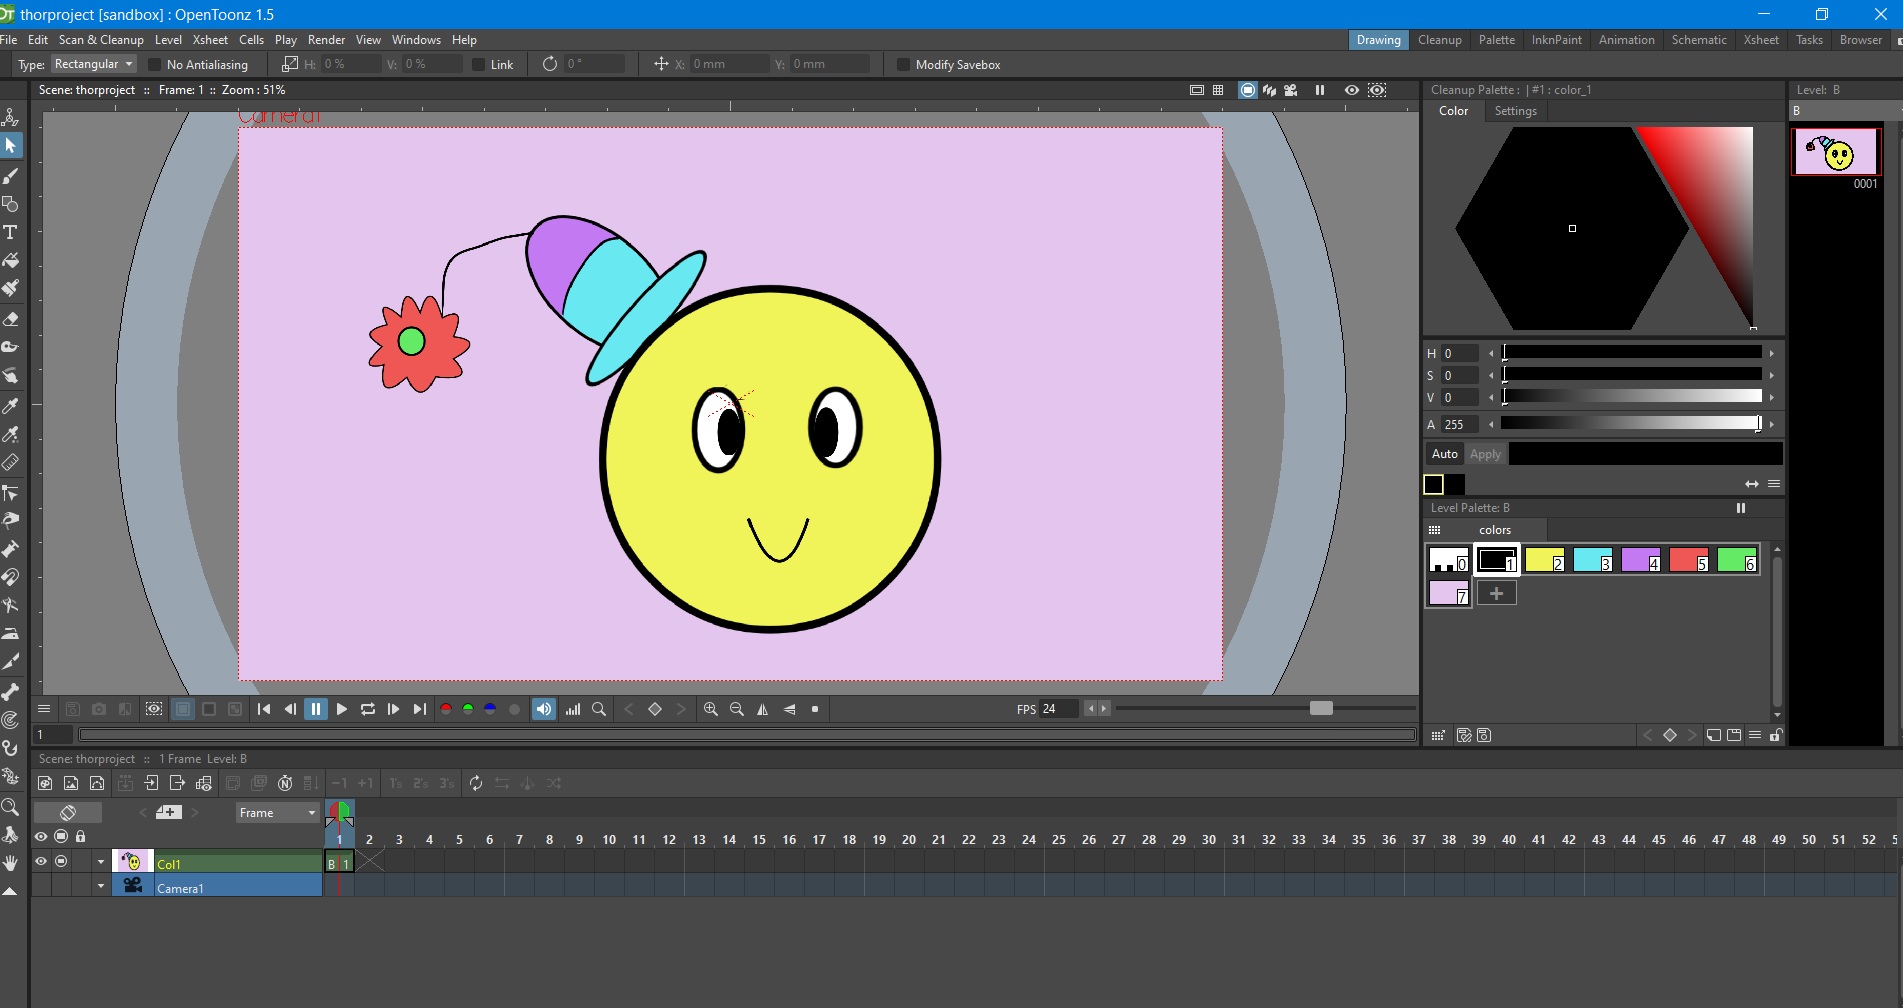 thorproject [sandbox] : OpenToonz 1.5
File Edit Scan & Cleanup Level Xsheet Cells Play Render View Windows Help
Drawing Cleanup Palette InknPaint Animation Schematic Xsheet Tasks Browser
Type: Rectangular No Antialiasing H: 0 % V: 0 % Link 0 ° X: 0 mm Y: 0 mm Modify Savebox
Scene: thorproject :: Frame: 1 :: Zoom : 51%
Camera1
Cleanup Palette : | #1 : color_1
Color Settings
H 0
S 0
V 0
A 255
Auto Apply
Level Palette: B
colors
0 1 2 3 4 5 6
7 +
Level: B
B
0001
FPS 24
1
Scene: thorproject :: 1 Frame Level: B
-1 +1 1's 2's 3's
Frame
1 2 3 4 5 6 7 8 9 10 11 12 13 14 15 16 17 18 19 20 21 22 23 24 25 26 27 28 29 30 31 32 33 34 35 36 37 38 39 40 41 42 43 44 45 46 47 48 49 50 51 52
Col1 B 1
Camera1